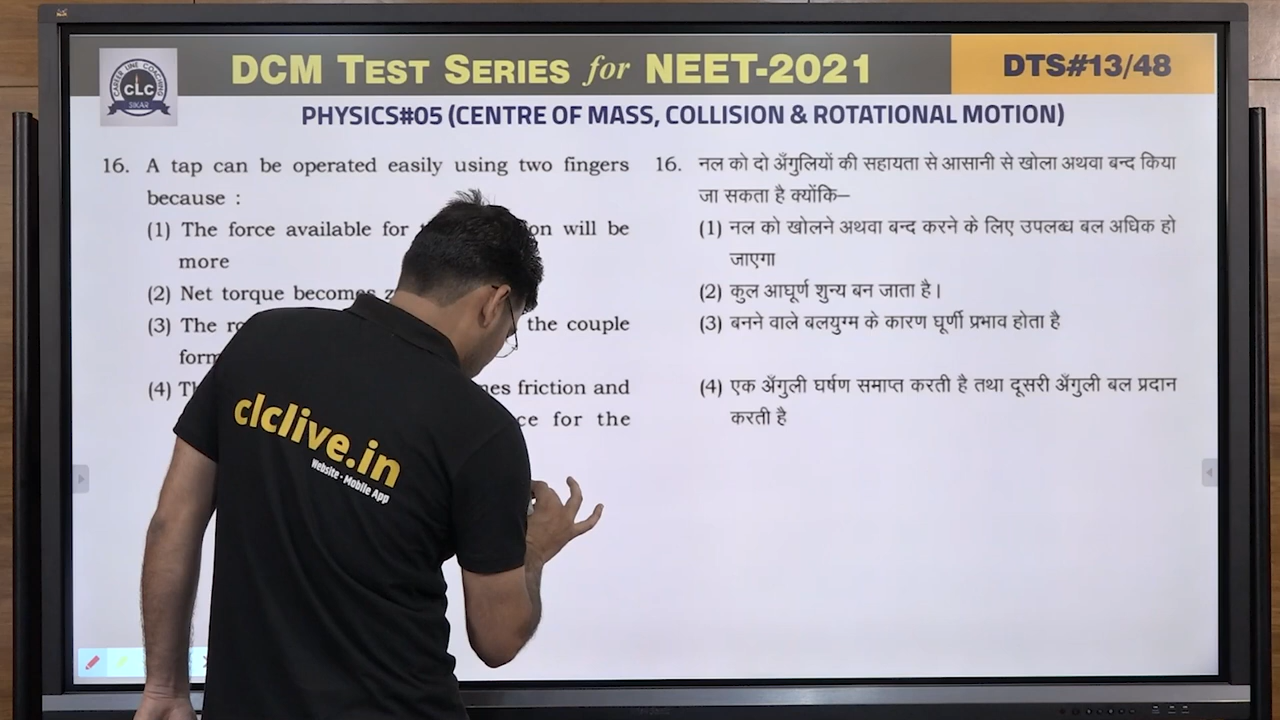 DCM TEST SERIES for NEET-2021
DTS#13/48
CAREER LINE COACHING
CLC
SIKAR
PHYSICS#05 (CENTRE OF MASS, COLLISION & ROTATIONAL MOTION)
16. A tap can be operated easily using two fingers
because :
(1) The force available for on will be
more
(2) Net torque becomes
(3) The the couple
(4) friction and
for the
16. नल को दो अँगुलियों की सहायता से आसानी से खोला अथवा बन्द किया
जा सकता है क्योंकि–
(1) नल को खोलने अथवा बन्द करने के लिए उपलब्ध बल अधिक हो
जाएगा
(2) कुल आघूर्ण शुन्य बन जाता है।
(3) बनने वाले बलयुग्म के कारण घूर्णी प्रभाव होता है
(4) एक अँगुली घर्षण समाप्त करती है तथा दूसरी अँगुली बल प्रदान
करती है
clclive.in
Website - Mobile App